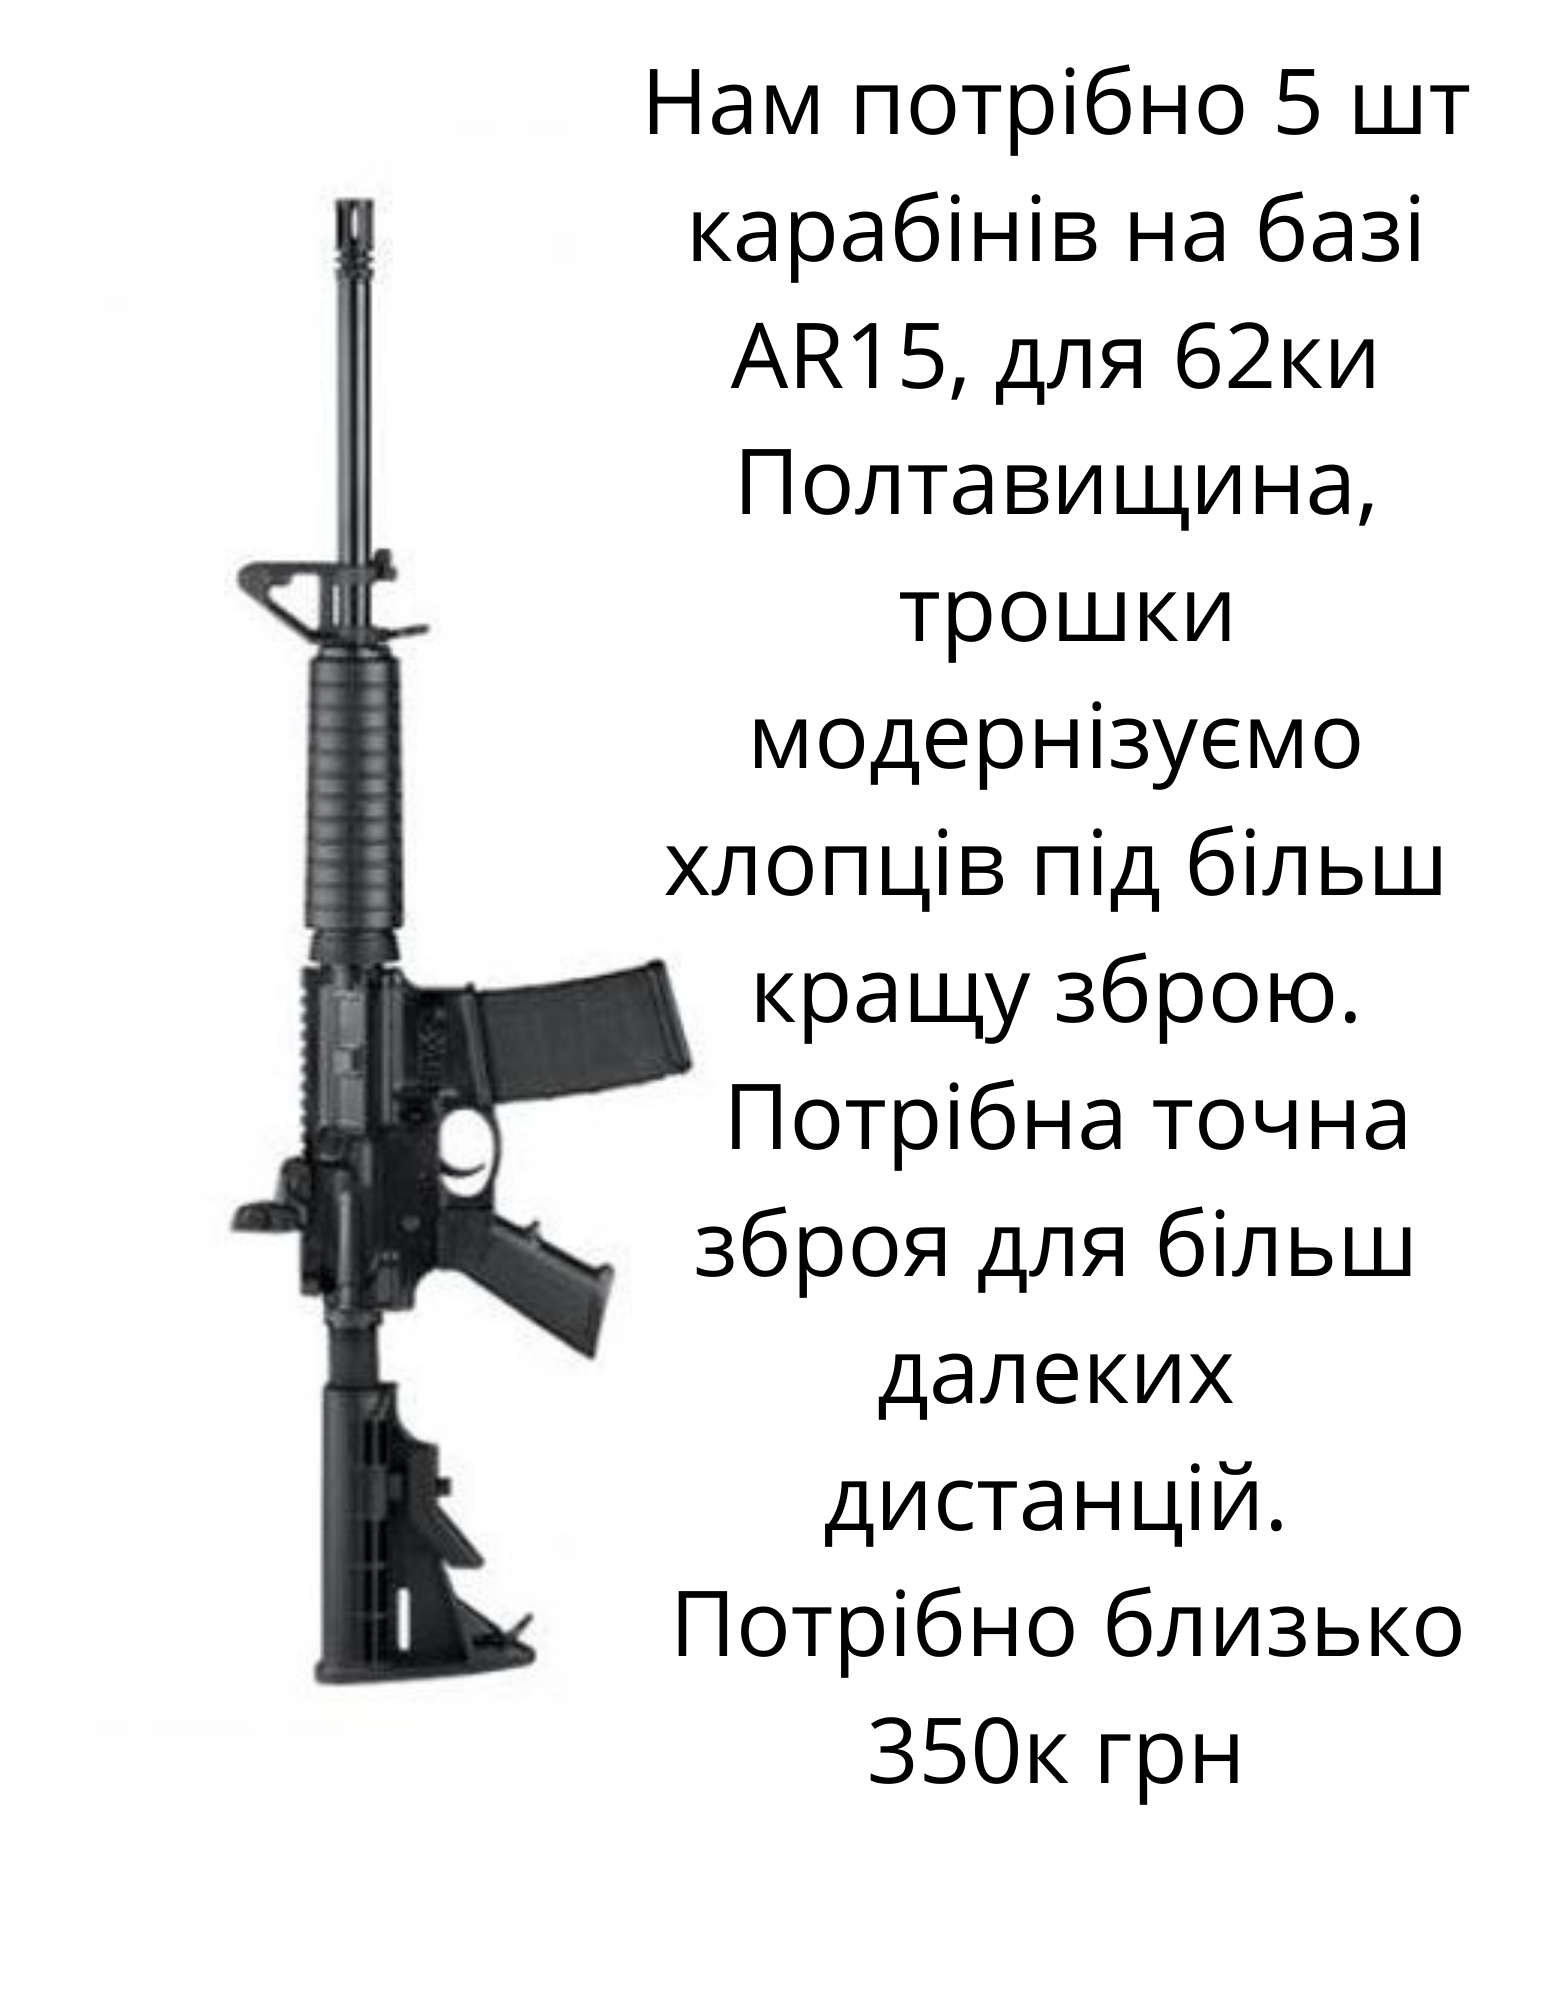 Нам потрібно 5 шт
карабінів на базі
AR15, для 62ки
Полтавищина,
трошки
модернізуємо
хлопців під більш
кращу зброю.
Потрібна точна
зброя для більш
далеких
дистанцій.
Потрібно близько
350к грн